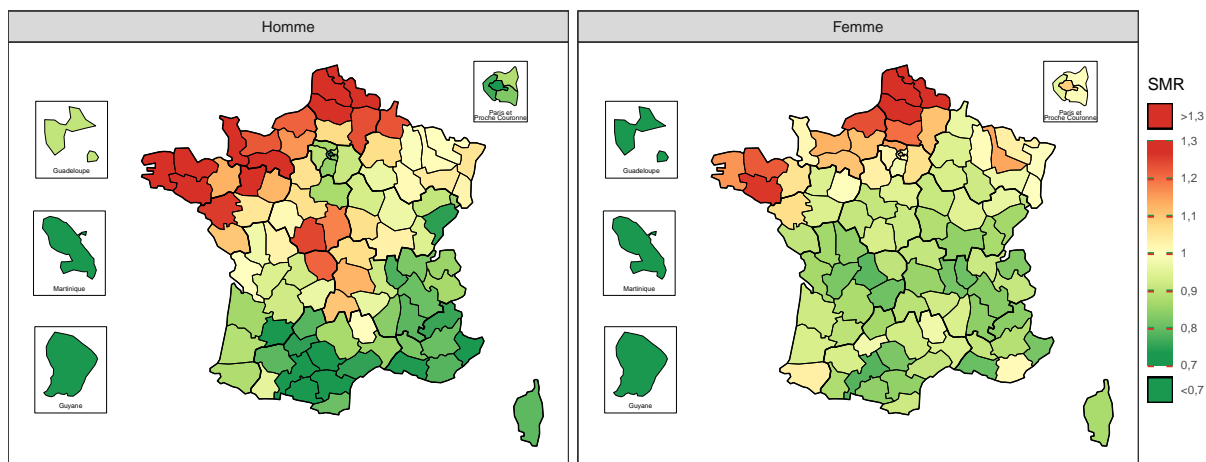 Homme
Femme
Paris et
Proche Couronne
Guadeloupe
Martinique
Guyane
Paris et
Proche Couronne
Guadeloupe
Martinique
Guyane
SMR
>1,3
1,3
1,2
1,1
1
0,9
0,8
0,7
<0,7